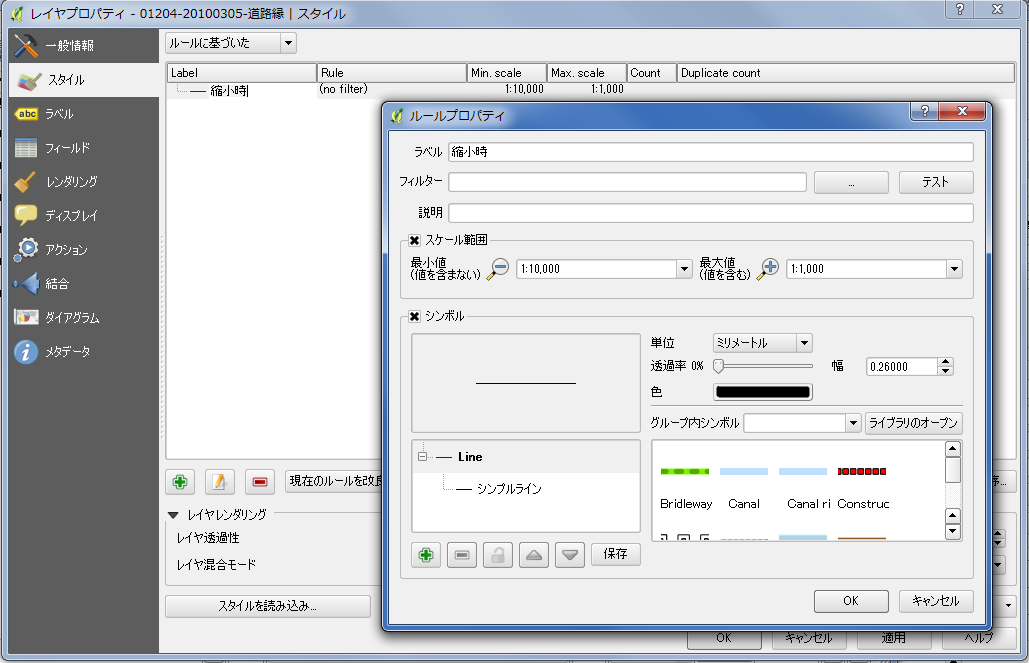 レイヤプロパティ - 01204-20100305-道路縁 | スタイル
一般情報
スタイル
abc ラベル
フィールド
レンダリング
ディスプレイ
アクション
結合
ダイアグラム
メタデータ
ルールに基づいた
Label Rule Min. scale Max. scale Count Duplicate count
縮小時 (no filter) 1:10,000 1:1,000
現在のルールを改良
レイヤレンダリング
レイヤ透過性
レイヤ混合モード
スタイルを読み込み...
OK キャンセル 適用 ヘルプ
ルールプロパティ
ラベル 縮小時
フィルター ... テスト
説明
スケール範囲
最小値
(値を含まない) 1:10,000
最大値
(値を含む) 1:1,000
シンボル
単位 ミリメートル
透過率 0% 幅 0.26000
色
グループ内シンボル ライブラリのオープン
Line
シンプルライン
Bridleway Canal Canal ri Construc
保存
OK キャンセル